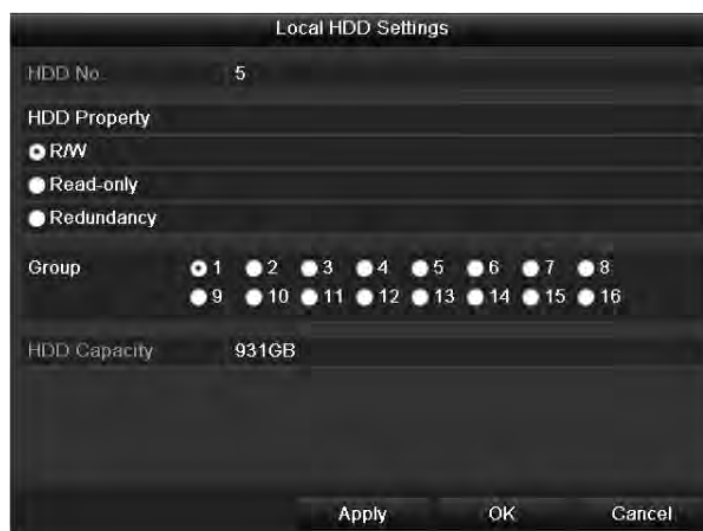 Local HDD Settings
HDD No. 5
HDD Property
R/W
Read-only
Redundancy
Group 1 2 3 4 5 6 7 8
9 10 11 12 13 14 15 16
HDD Capacity 931GB
Apply OK Cancel